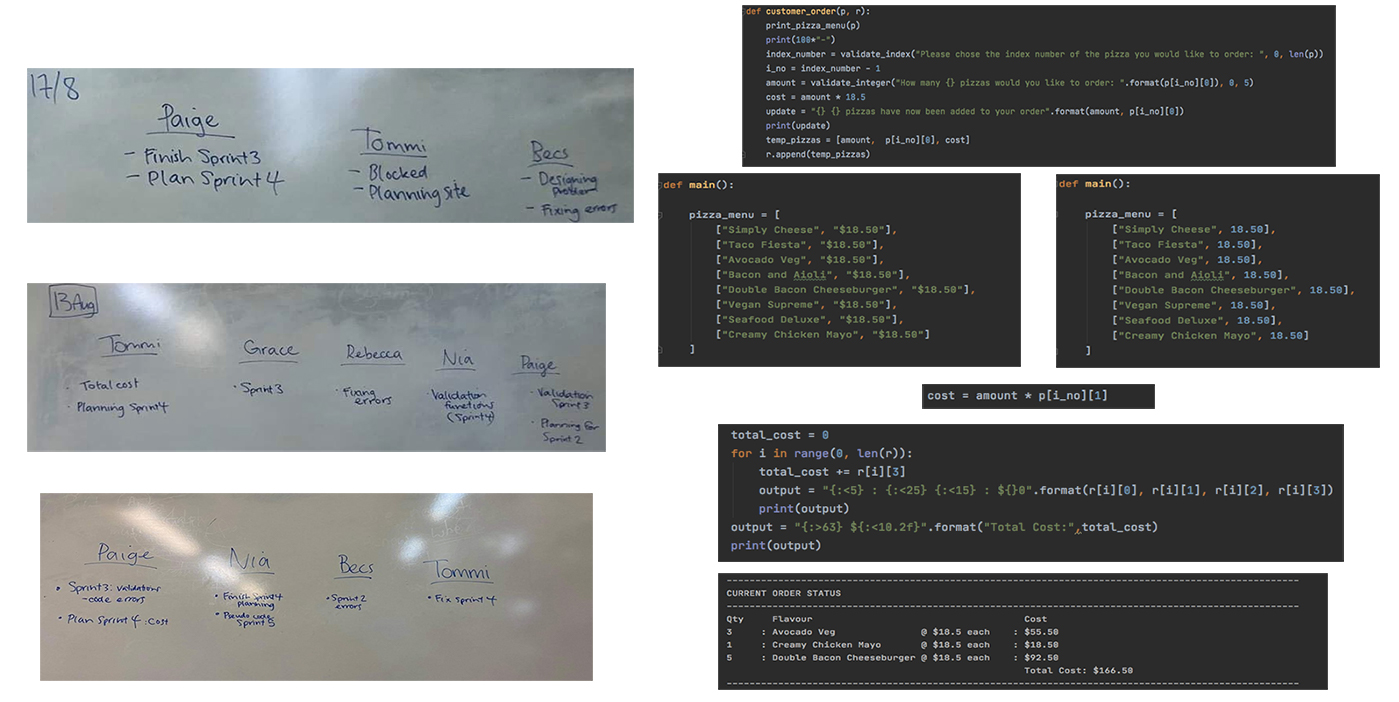 17/8
Paige
- Finish Sprint3
- Plan Sprint 4
Tommi
- Blocked
- Planning site
Becs
- Designing
problem
- Fixing errors
13 Aug
Tommi
· Total cost
· Planning Sprint4
Grace
· Sprint 3
Rebecca
· Fixing
errors
Nia
Validation
functions
(Sprint4)
Paige
· Validation
Sprint 3
· Planning for
Sprint 2
Paige
• Sprint3: validations
- code errors
• Plan Sprint 4: Cost
Nia
• Finish Sprint4
planning
• Pseudo code
Sprint 5
Becs
• Sprint 2
errors
Tommi
• Fix sprint 4
def customer_order(p, r):
print_pizza_menu(p)
print(100*"-")
index_number = validate_index("Please chose the index number of the pizza you would like to order: ", 0, len(p))
i_no = index_number - 1
amount = validate_integer("How many {} pizzas would you like to order: ".format(p[i_no][0]), 0, 5)
cost = amount * 18.5
update = "{} {} pizzas have now been added to your order".format(amount, p[i_no][0])
print(update)
temp_pizzas = [amount,  p[i_no][0], cost]
r.append(temp_pizzas)
def main():
pizza_menu = [
["Simply Cheese", "$18.50"],
["Taco Fiesta", "$18.50"],
["Avocado Veg", "$18.50"],
["Bacon and Aioli", "$18.50"],
["Double Bacon Cheeseburger", "$18.50"],
["Vegan Supreme", "$18.50"],
["Seafood Deluxe", "$18.50"],
["Creamy Chicken Mayo", "$18.50"]
]
def main():
pizza_menu = [
["Simply Cheese", 18.50],
["Taco Fiesta", 18.50],
["Avocado Veg", 18.50],
["Bacon and Aioli", 18.50],
["Double Bacon Cheeseburger", 18.50],
["Vegan Supreme", 18.50],
["Seafood Deluxe", 18.50],
["Creamy Chicken Mayo", 18.50]
]
cost = amount * p[i_no][1]
total_cost = 0
for i in range(0, len(r)):
total_cost += r[i][3]
output = "{:<5} : {:<25} {:<15} : ${}0".format(r[i][0], r[i][1], r[i][2], r[i][3])
print(output)
output = "{:>63} ${:<10.2f}".format("Total Cost:",total_cost)
print(output)
CURRENT ORDER STATUS
Qty Flavour Cost
3 : Avocado Veg @ $18.5 each : $55.50
1 : Creamy Chicken Mayo @ $18.5 each : $18.50
5 : Double Bacon Cheeseburger @ $18.5 each : $92.50
Total Cost: $166.50